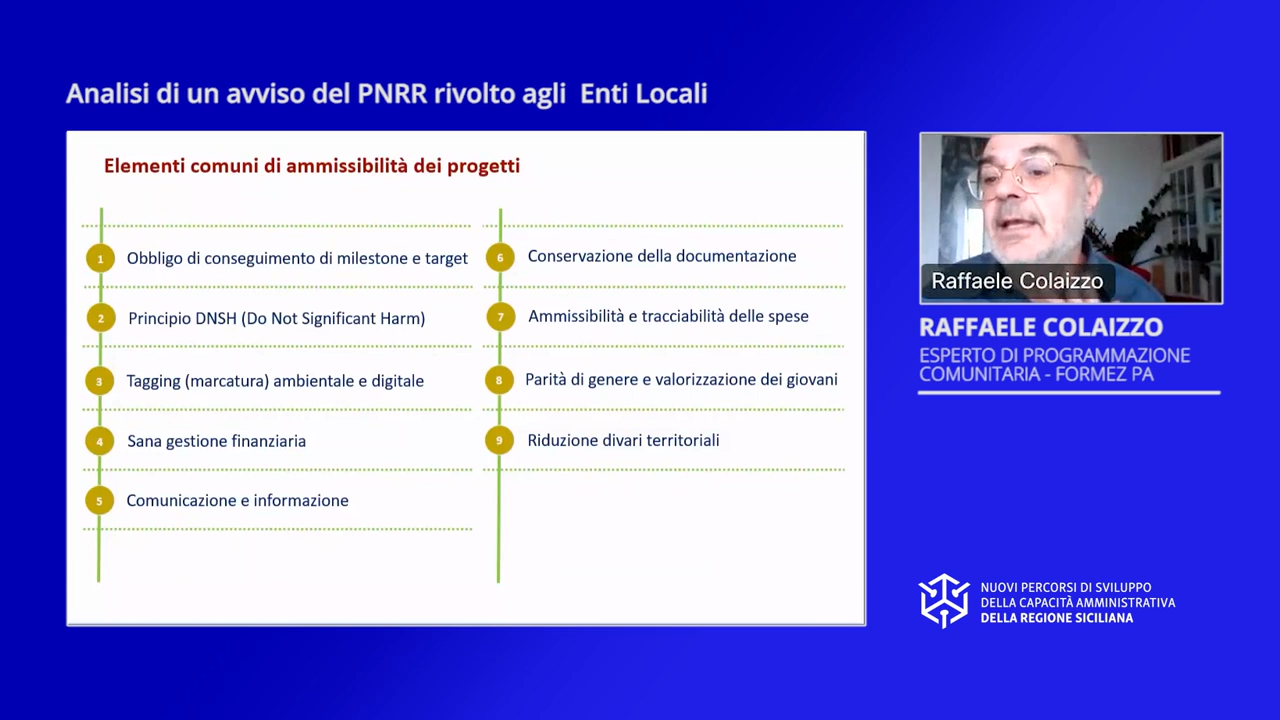 Analisi di un avviso del PNRR rivolto agli Enti Locali
Elementi comuni di ammissibilità dei progetti
1 Obbligo di conseguimento di milestone e target
2 Principio DNSH (Do Not Significant Harm)
3 Tagging (marcatura) ambientale e digitale
4 Sana gestione finanziaria
5 Comunicazione e informazione
6 Conservazione della documentazione
7 Ammissibilità e tracciabilità delle spese
8 Parità di genere e valorizzazione dei giovani
9 Riduzione divari territoriali
Raffaele Colaizzo
RAFFAELE COLAIZZO
ESPERTO DI PROGRAMMAZIONE
COMUNITARIA - FORMEZ PA
NUOVI PERCORSI DI SVILUPPO
DELLA CAPACITÀ AMMINISTRATIVA
DELLA REGIONE SICILIANA